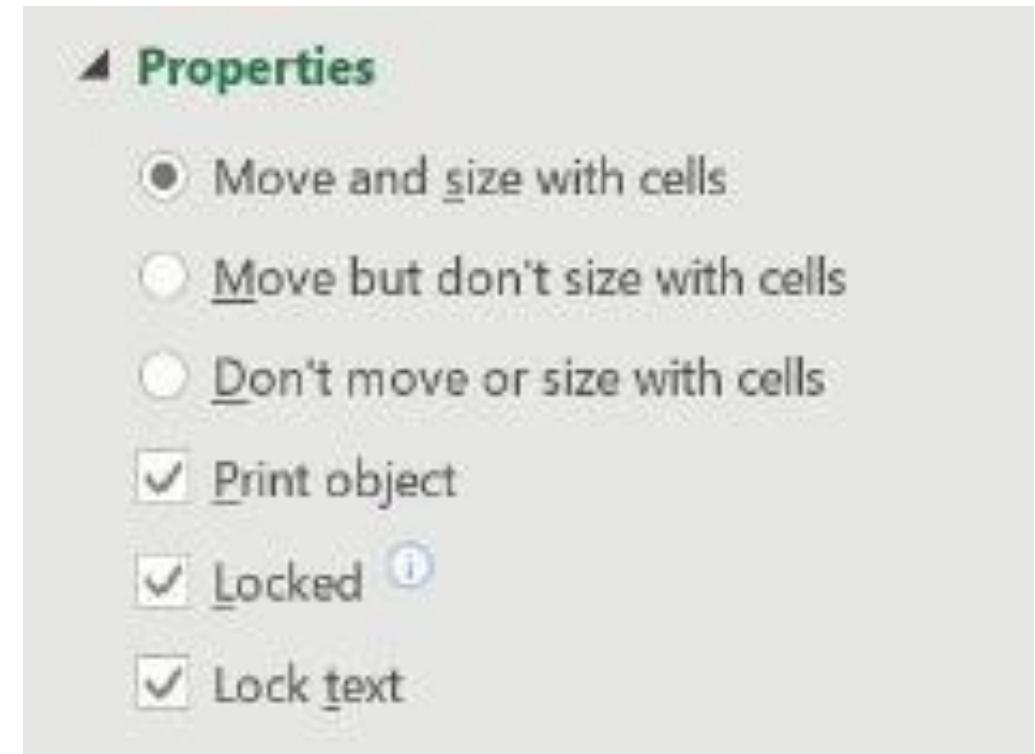 Properties
Move and size with cells
Move but don't size with cells
Don't move or size with cells
Print object
Locked
Lock text